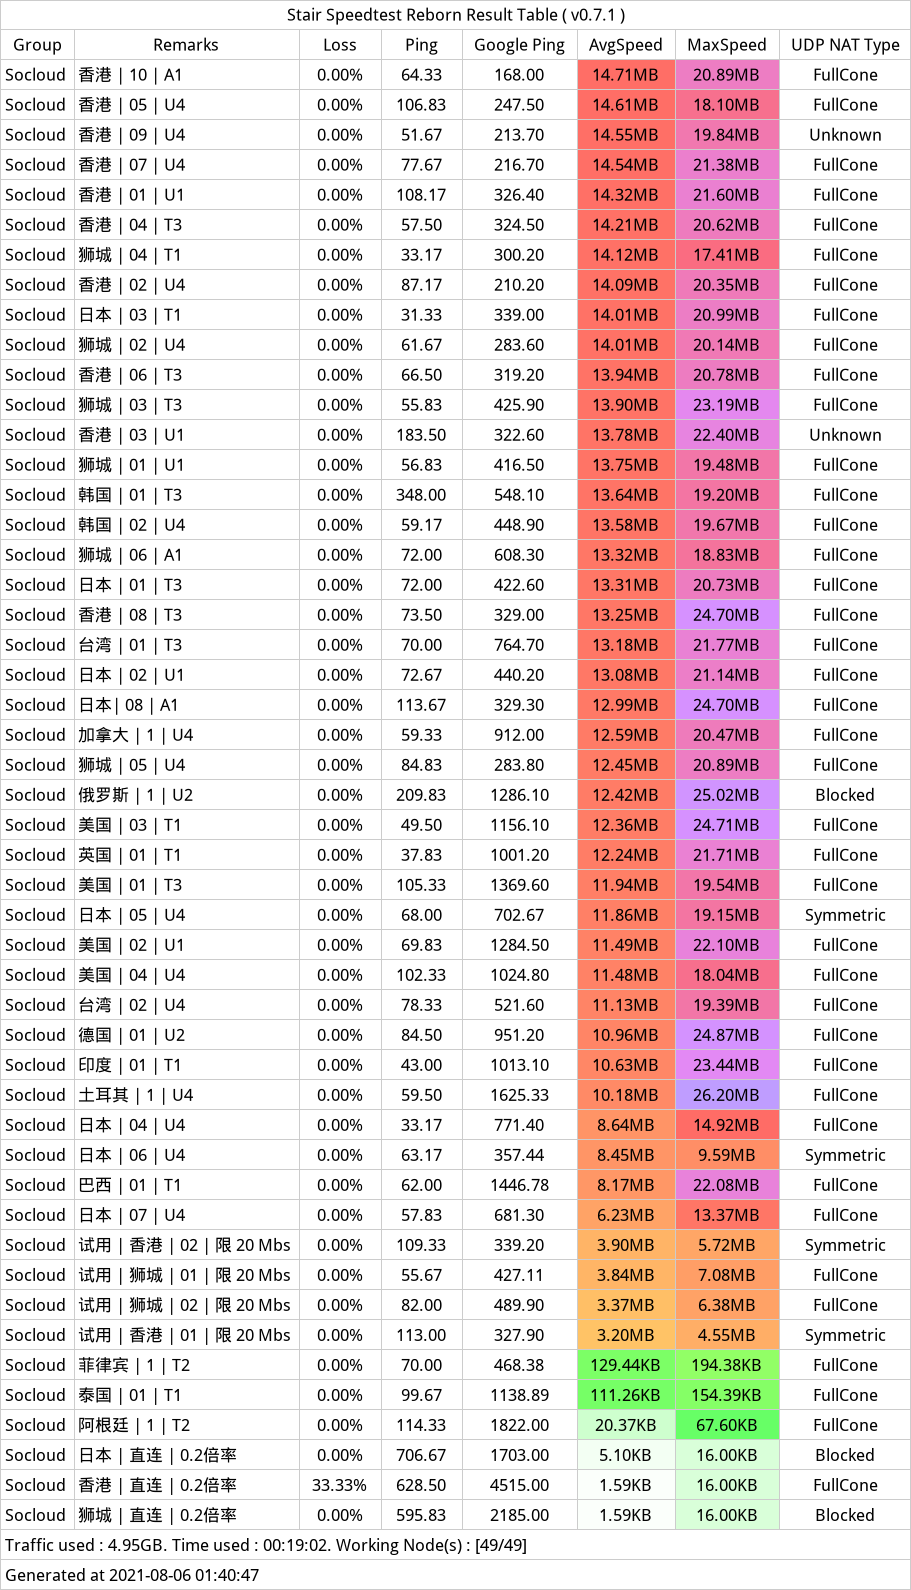 Stair Speedtest Reborn Result Table ( v0.7.1 )
Group Remarks Loss Ping Google Ping AvgSpeed MaxSpeed UDP NAT Type
Socloud 香港 | 10 | A1 0.00% 64.33 168.00 14.71MB 20.89MB FullCone
Socloud 香港 | 05 | U4 0.00% 106.83 247.50 14.61MB 18.10MB FullCone
Socloud 香港 | 09 | U4 0.00% 51.67 213.70 14.55MB 19.84MB Unknown
Socloud 香港 | 07 | U4 0.00% 77.67 216.70 14.54MB 21.38MB FullCone
Socloud 香港 | 01 | U1 0.00% 108.17 326.40 14.32MB 21.60MB FullCone
Socloud 香港 | 04 | T3 0.00% 57.50 324.50 14.21MB 20.62MB FullCone
Socloud 狮城 | 04 | T1 0.00% 33.17 300.20 14.12MB 17.41MB FullCone
Socloud 香港 | 02 | U4 0.00% 87.17 210.20 14.09MB 20.35MB FullCone
Socloud 日本 | 03 | T1 0.00% 31.33 339.00 14.01MB 20.99MB FullCone
Socloud 狮城 | 02 | U4 0.00% 61.67 283.60 14.01MB 20.14MB FullCone
Socloud 香港 | 06 | T3 0.00% 66.50 319.20 13.94MB 20.78MB FullCone
Socloud 狮城 | 03 | T3 0.00% 55.83 425.90 13.90MB 23.19MB FullCone
Socloud 香港 | 03 | U1 0.00% 183.50 322.60 13.78MB 22.40MB Unknown
Socloud 狮城 | 01 | U1 0.00% 56.83 416.50 13.75MB 19.48MB FullCone
Socloud 韩国 | 01 | T3 0.00% 348.00 548.10 13.64MB 19.20MB FullCone
Socloud 韩国 | 02 | U4 0.00% 59.17 448.90 13.58MB 19.67MB FullCone
Socloud 狮城 | 06 | A1 0.00% 72.00 608.30 13.32MB 18.83MB FullCone
Socloud 日本 | 01 | T3 0.00% 72.00 422.60 13.31MB 20.73MB FullCone
Socloud 香港 | 08 | T3 0.00% 73.50 329.00 13.25MB 24.70MB FullCone
Socloud 台湾 | 01 | T3 0.00% 70.00 764.70 13.18MB 21.77MB FullCone
Socloud 日本 | 02 | U1 0.00% 72.67 440.20 13.08MB 21.14MB FullCone
Socloud 日本| 08 | A1 0.00% 113.67 329.30 12.99MB 24.70MB FullCone
Socloud 加拿大 | 1 | U4 0.00% 59.33 912.00 12.59MB 20.47MB FullCone
Socloud 狮城 | 05 | U4 0.00% 84.83 283.80 12.45MB 20.89MB FullCone
Socloud 俄罗斯 | 1 | U2 0.00% 209.83 1286.10 12.42MB 25.02MB Blocked
Socloud 美国 | 03 | T1 0.00% 49.50 1156.10 12.36MB 24.71MB FullCone
Socloud 英国 | 01 | T1 0.00% 37.83 1001.20 12.24MB 21.71MB FullCone
Socloud 美国 | 01 | T3 0.00% 105.33 1369.60 11.94MB 19.54MB FullCone
Socloud 日本 | 05 | U4 0.00% 68.00 702.67 11.86MB 19.15MB Symmetric
Socloud 美国 | 02 | U1 0.00% 69.83 1284.50 11.49MB 22.10MB FullCone
Socloud 美国 | 04 | U4 0.00% 102.33 1024.80 11.48MB 18.04MB FullCone
Socloud 台湾 | 02 | U4 0.00% 78.33 521.60 11.13MB 19.39MB FullCone
Socloud 德国 | 01 | U2 0.00% 84.50 951.20 10.96MB 24.87MB FullCone
Socloud 印度 | 01 | T1 0.00% 43.00 1013.10 10.63MB 23.44MB FullCone
Socloud 土耳其 | 1 | U4 0.00% 59.50 1625.33 10.18MB 26.20MB FullCone
Socloud 日本 | 04 | U4 0.00% 33.17 771.40 8.64MB 14.92MB FullCone
Socloud 日本 | 06 | U4 0.00% 63.17 357.44 8.45MB 9.59MB Symmetric
Socloud 巴西 | 01 | T1 0.00% 62.00 1446.78 8.17MB 22.08MB FullCone
Socloud 日本 | 07 | U4 0.00% 57.83 681.30 6.23MB 13.37MB FullCone
Socloud 试用 | 香港 | 02 | 限 20 Mbs 0.00% 109.33 339.20 3.90MB 5.72MB Symmetric
Socloud 试用 | 狮城 | 01 | 限 20 Mbs 0.00% 55.67 427.11 3.84MB 7.08MB FullCone
Socloud 试用 | 狮城 | 02 | 限 20 Mbs 0.00% 82.00 489.90 3.37MB 6.38MB FullCone
Socloud 试用 | 香港 | 01 | 限 20 Mbs 0.00% 113.00 327.90 3.20MB 4.55MB Symmetric
Socloud 菲律宾 | 1 | T2 0.00% 70.00 468.38 129.44KB 194.38KB FullCone
Socloud 泰国 | 01 | T1 0.00% 99.67 1138.89 111.26KB 154.39KB FullCone
Socloud 阿根廷 | 1 | T2 0.00% 114.33 1822.00 20.37KB 67.60KB FullCone
Socloud 日本 | 直连 | 0.2倍率 0.00% 706.67 1703.00 5.10KB 16.00KB Blocked
Socloud 香港 | 直连 | 0.2倍率 33.33% 628.50 4515.00 1.59KB 16.00KB FullCone
Socloud 狮城 | 直连 | 0.2倍率 0.00% 595.83 2185.00 1.59KB 16.00KB Blocked
Traffic used : 4.95GB. Time used : 00:19:02. Working Node(s) : [49/49]
Generated at 2021-08-06 01:40:47